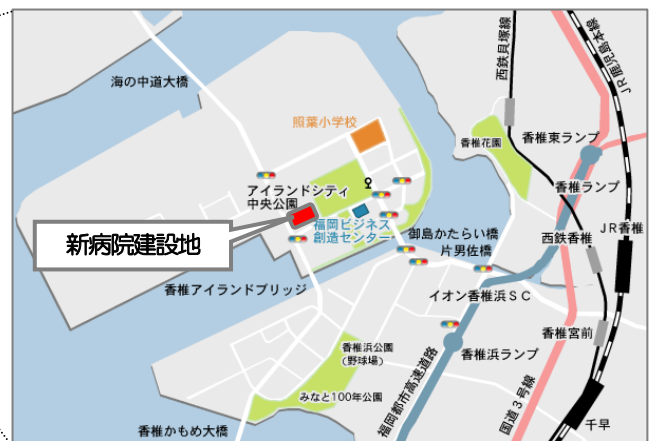 西鉄貝塚線
JR鹿児島本線
海の中道大橋
照葉小学校
香椎花園
香椎東ランプ
香椎ランプ
アイランドシティ
中央公園
新病院建設地
福岡ビジネス
創造センター
御島かたらい橋
片男佐橋
西鉄香椎
JR香椎
香椎アイランドブリッジ
イオン香椎浜SC
香椎宮前
香椎浜公園
(野球場)
香椎浜ランプ
みなと100年公園
福岡都市高速道路
国道3号線
香椎かもめ大橋
千早